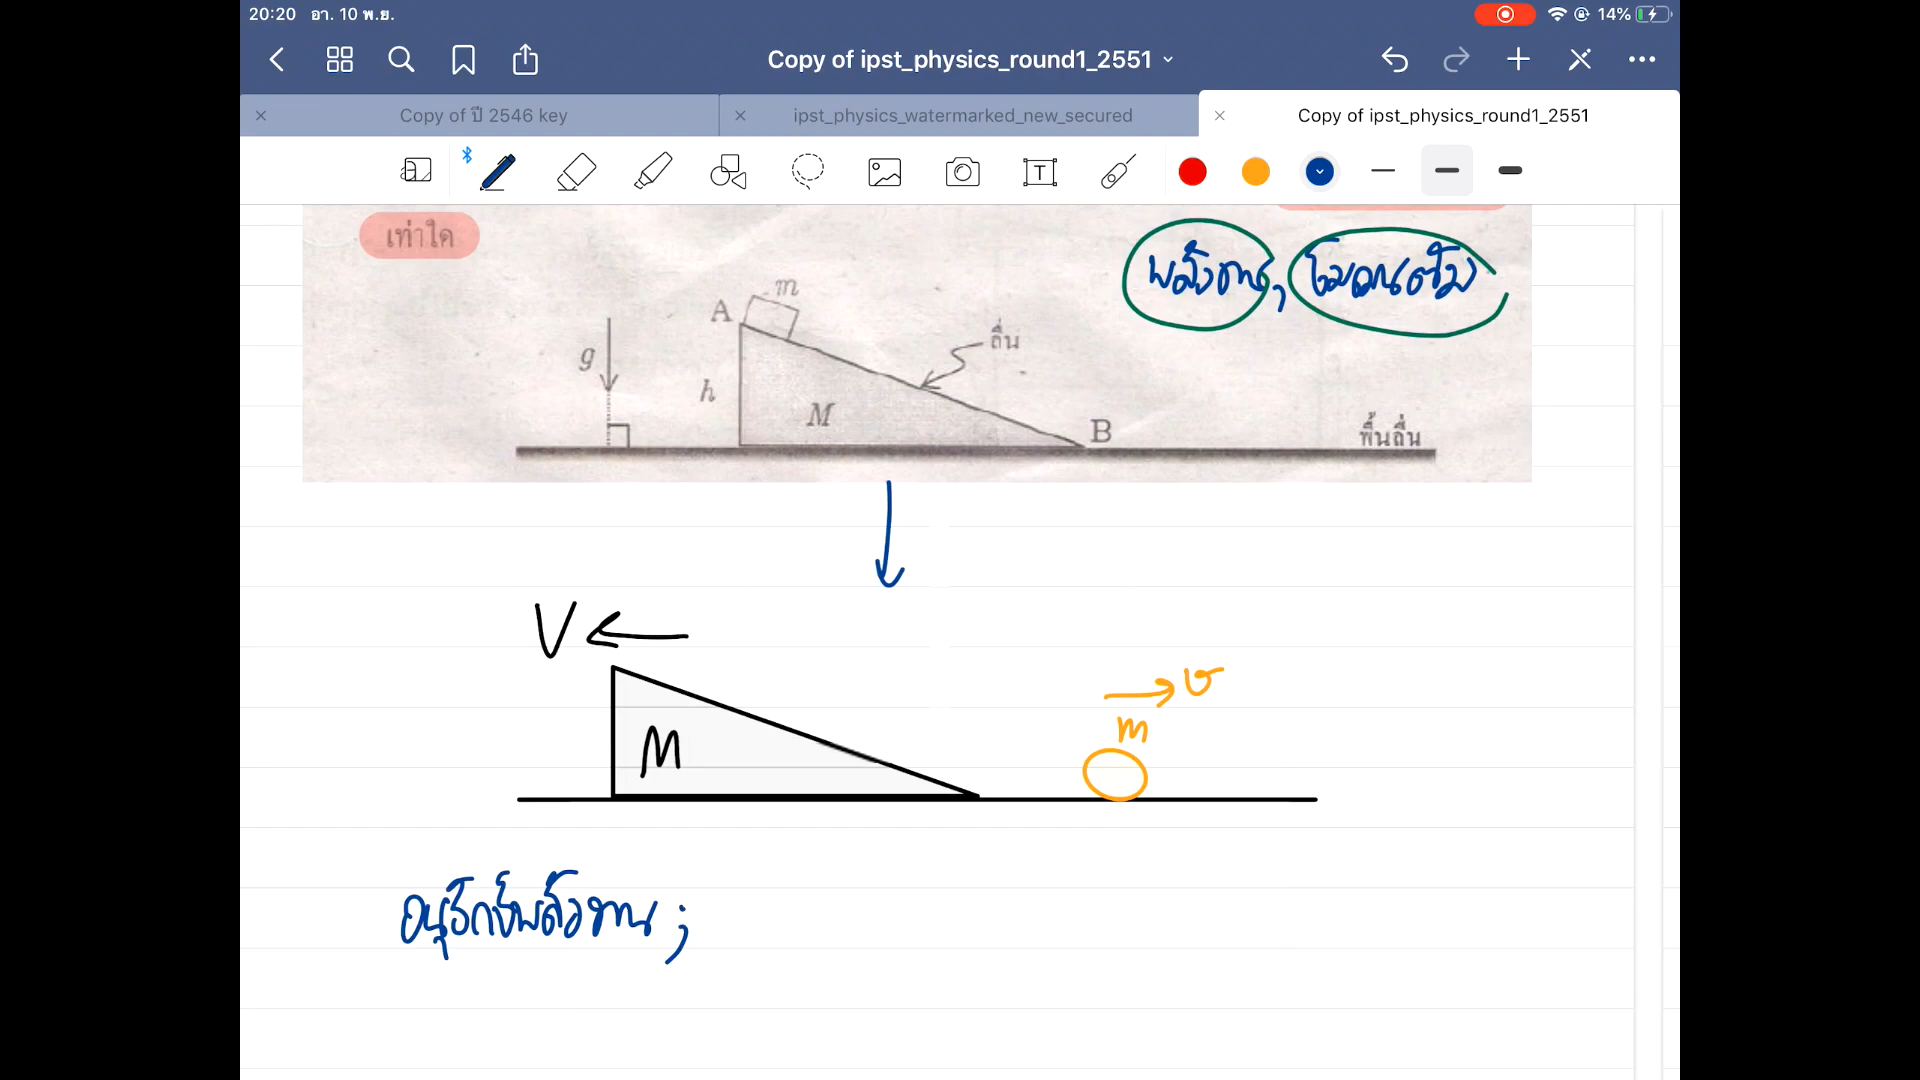 20:20 อา. 10 พ.ย. 14%
Copy of ipst_physics_round1_2551
Copy of ปี 2546 key
ipst_physics_watermarked_new_secured
Copy of ipst_physics_round1_2551
T
เท่าใด
พลังงาน, โมเมนตัม
m
A
ลื่น
g
h
M
B
พื้นลื่น
V
v
m
M
อนุรักษ์พลังงาน ;